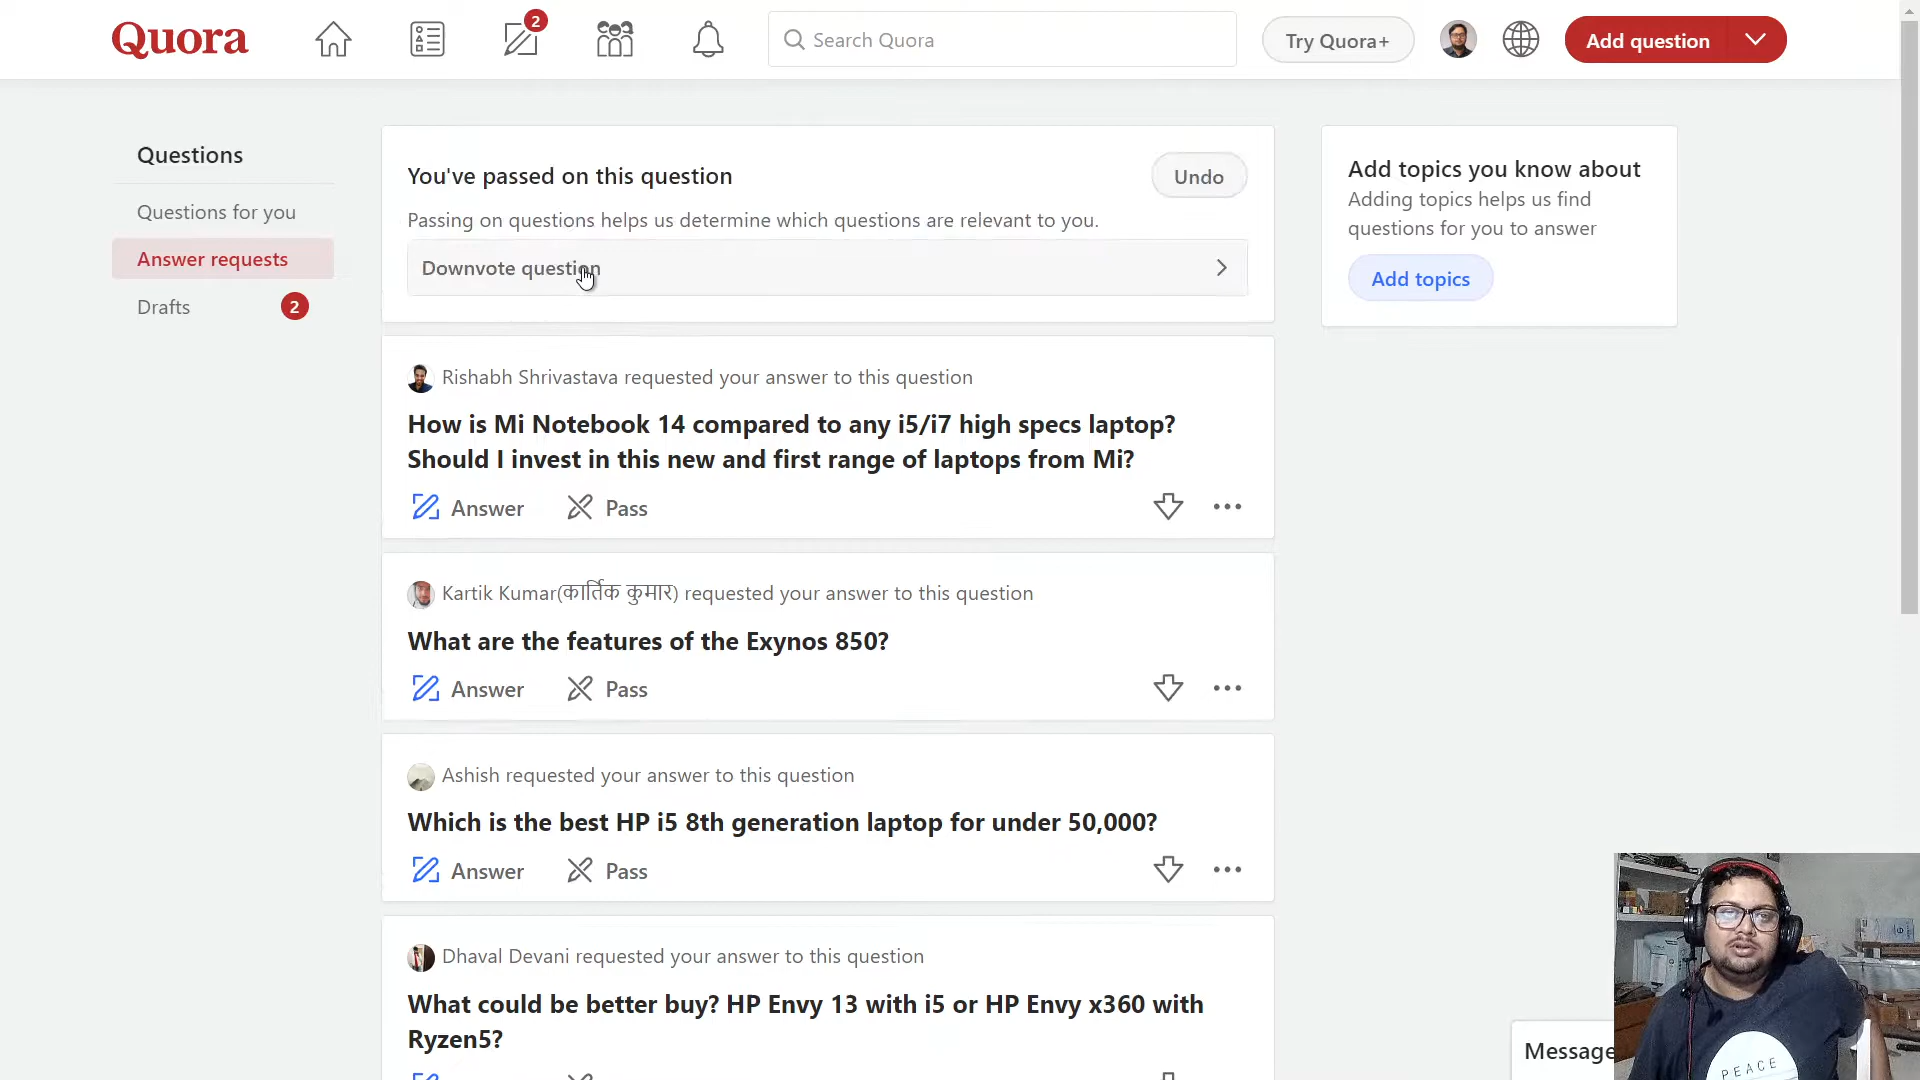 Quora
2
Search Quora
Try Quora+
Add question
Questions
Questions for you
Answer requests
Drafts
2
You've passed on this question
Undo
Passing on questions helps us determine which questions are relevant to you.
Downvote question
Rishabh Shrivastava requested your answer to this question
How is Mi Notebook 14 compared to any i5/i7 high specs laptop?
Should I invest in this new and first range of laptops from Mi?
Answer
Pass
Kartik Kumar(कार्तिक कुमार) requested your answer to this question
What are the features of the Exynos 850?
Answer
Pass
Ashish requested your answer to this question
Which is the best HP i5 8th generation laptop for under 50,000?
Answer
Pass
Dhaval Devani requested your answer to this question
What could be better buy? HP Envy 13 with i5 or HP Envy x360 with
Ryzen5?
Add topics you know about
Adding topics helps us find
questions for you to answer
Add topics
Message
PEACE